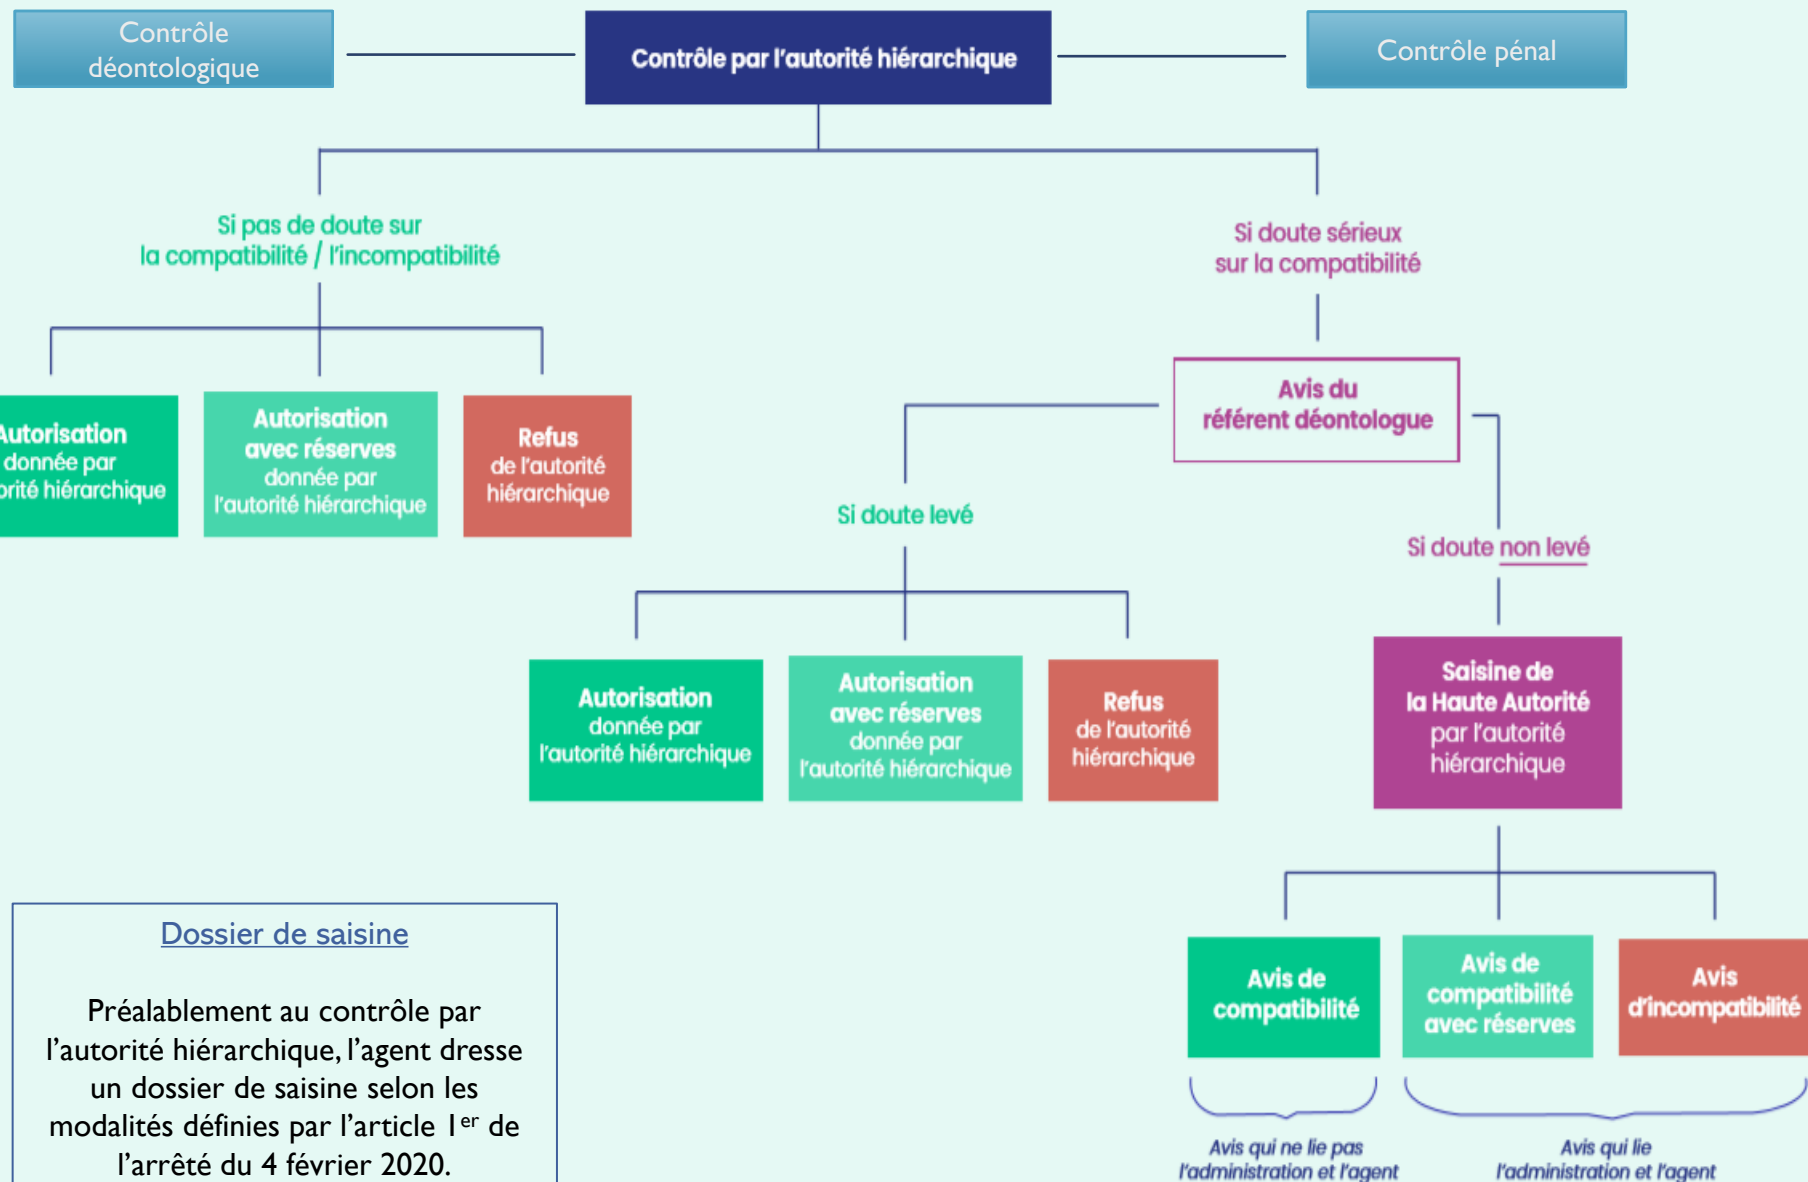 Contrôle
déontologique
Contrôle par l'autorité hiérarchique
Contrôle pénal
Si pas de doute sur
la compatibilité / l'incompatibilité
Si doute sérieux
sur la compatibilité
Autorisation
donnée par
orité hiérarchique
Autorisation
avec réserves
donnée par
l'autorité hiérarchique
Refus
de l'autorité
hiérarchique
Avis du
référent déontologue
Si doute levé
Si doute non levé
Autorisation
donnée par
l'autorité hiérarchique
Autorisation
avec réserves
donnée par
l'autorité hiérarchique
Refus
de l'autorité
hiérarchique
Saisine de
la Haute Autorité
par l'autorité
hiérarchique
Dossier de saisine
Préalablement au contrôle par
l'autorité hiérarchique, l'agent dresse
un dossier de saisine selon les
modalités définies par l'article 1er de
l'arrêté du 4 février 2020.
Avis de
compatibilité
Avis de
compatibilité
avec réserves
Avis
d'incompatibilité
Avis qui ne lie pas
l'administration et l'agent
Avis qui lie
l'administration et l'agent